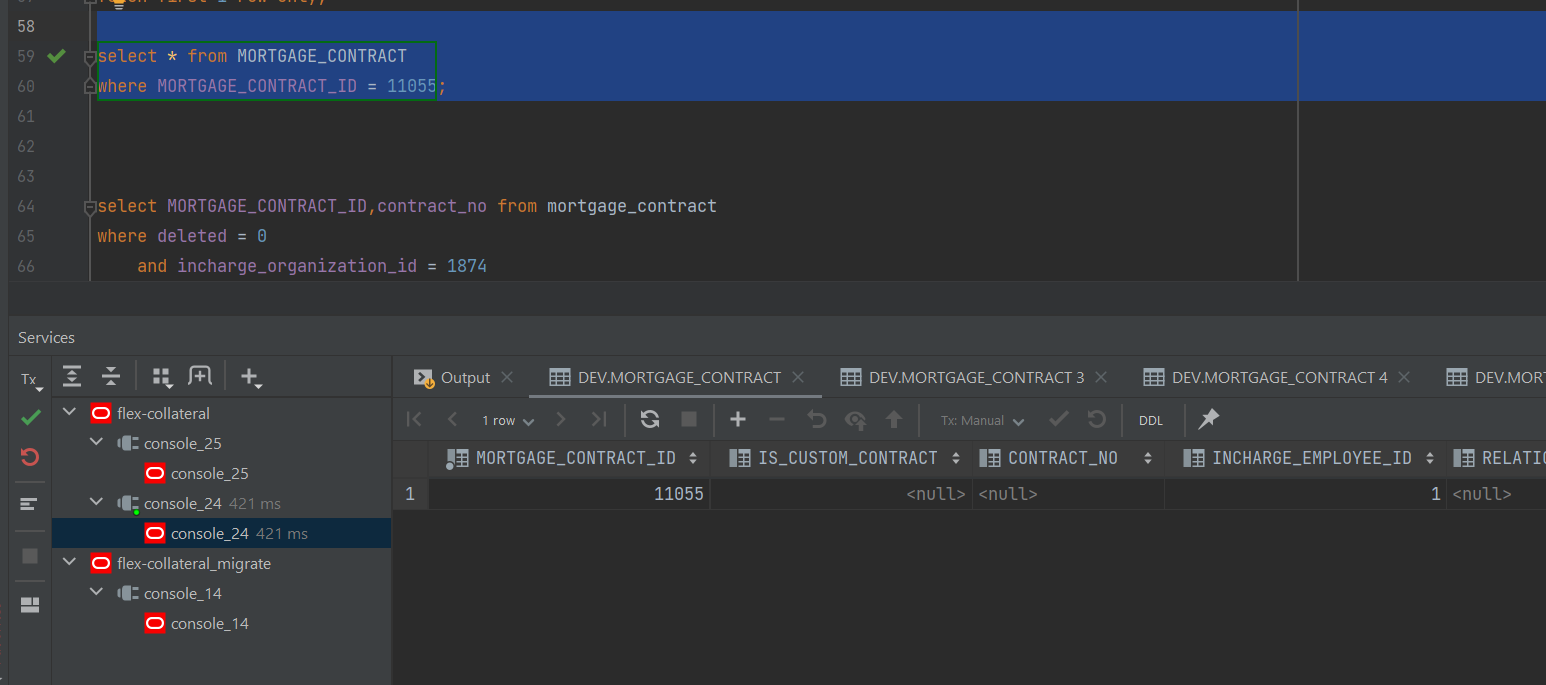 58
59 select * from MORTGAGE_CONTRACT
60 where MORTGAGE_CONTRACT_ID = 11055;
61
62
63
64 select MORTGAGE_CONTRACT_ID,contract_no from mortgage_contract
65 where deleted = 0
66 and incharge_organization_id = 1874
Services
Tx
Output DEV.MORTGAGE_CONTRACT DEV.MORTGAGE_CONTRACT 3 DEV.MORTGAGE_CONTRACT 4 DEV.MOR
1 row Tx: Manual DDL
flex-collateral
console_25
console_25
console_24 421 ms
console_24 421 ms
flex-collateral_migrate
console_14
console_14
MORTGAGE_CONTRACT_ID IS_CUSTOM_CONTRACT CONTRACT_NO INCHARGE_EMPLOYEE_ID RELATIO
1 11055 <null> <null> 1 <null>